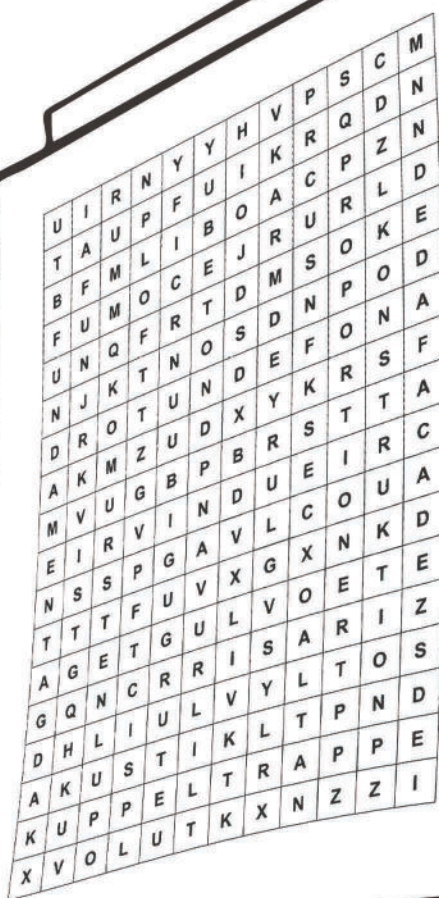 U I R N Y Y H V P S C M
T A U P F U I K R Q D N
B F M L I B O A C P Z N
F U M O C E J R U R L D
U N Q F R T D M S O K E
N J K T N O S D N P O D
D R O T U N D E F O N A
A K M Z U D X Y K R S F
M V U G B P B R S T T A
E I R V I N D U E I R C
N S S P G A V L C O U A
T T T F U V X G X N K D
A G E T G U L V O E T E
G Q N C R R I S A R I Z
D H L I U L V Y L T O S
A K U S T I K L T P N D
K U P P E L T R A P P E
X V O L U T K X N Z Z I